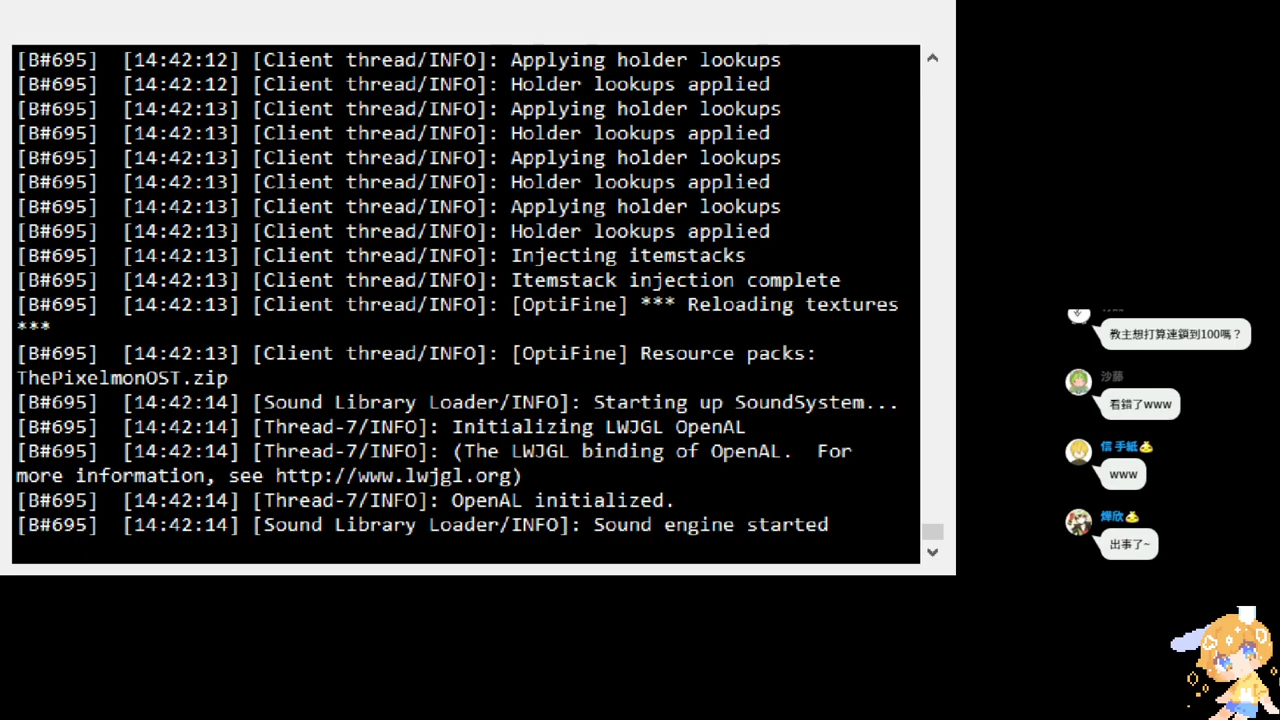 [B#695]  [14:42:12] [Client thread/INFO]: Applying holder lookups
[B#695]  [14:42:12] [Client thread/INFO]: Holder lookups applied
[B#695]  [14:42:13] [Client thread/INFO]: Applying holder lookups
[B#695]  [14:42:13] [Client thread/INFO]: Holder lookups applied
[B#695]  [14:42:13] [Client thread/INFO]: Applying holder lookups
[B#695]  [14:42:13] [Client thread/INFO]: Holder lookups applied
[B#695]  [14:42:13] [Client thread/INFO]: Applying holder lookups
[B#695]  [14:42:13] [Client thread/INFO]: Holder lookups applied
[B#695]  [14:42:13] [Client thread/INFO]: Injecting itemstacks
[B#695]  [14:42:13] [Client thread/INFO]: Itemstack injection complete
[B#695]  [14:42:13] [Client thread/INFO]: [OptiFine] *** Reloading textures
***
[B#695]  [14:42:13] [Client thread/INFO]: [OptiFine] Resource packs:
ThePixelmonOST.zip
[B#695]  [14:42:14] [Sound Library Loader/INFO]: Starting up SoundSystem...
[B#695]  [14:42:14] [Thread-7/INFO]: Initializing LWJGL OpenAL
[B#695]  [14:42:14] [Thread-7/INFO]: (The LWJGL binding of OpenAL.  For
more information, see http://www.lwjgl.org)
[B#695]  [14:42:14] [Thread-7/INFO]: OpenAL initialized.
[B#695]  [14:42:14] [Sound Library Loader/INFO]: Sound engine started
教主想打算連鎖到100嗎？
沙藤
看錯了www
信 手紙
www
燁欣
出事了~